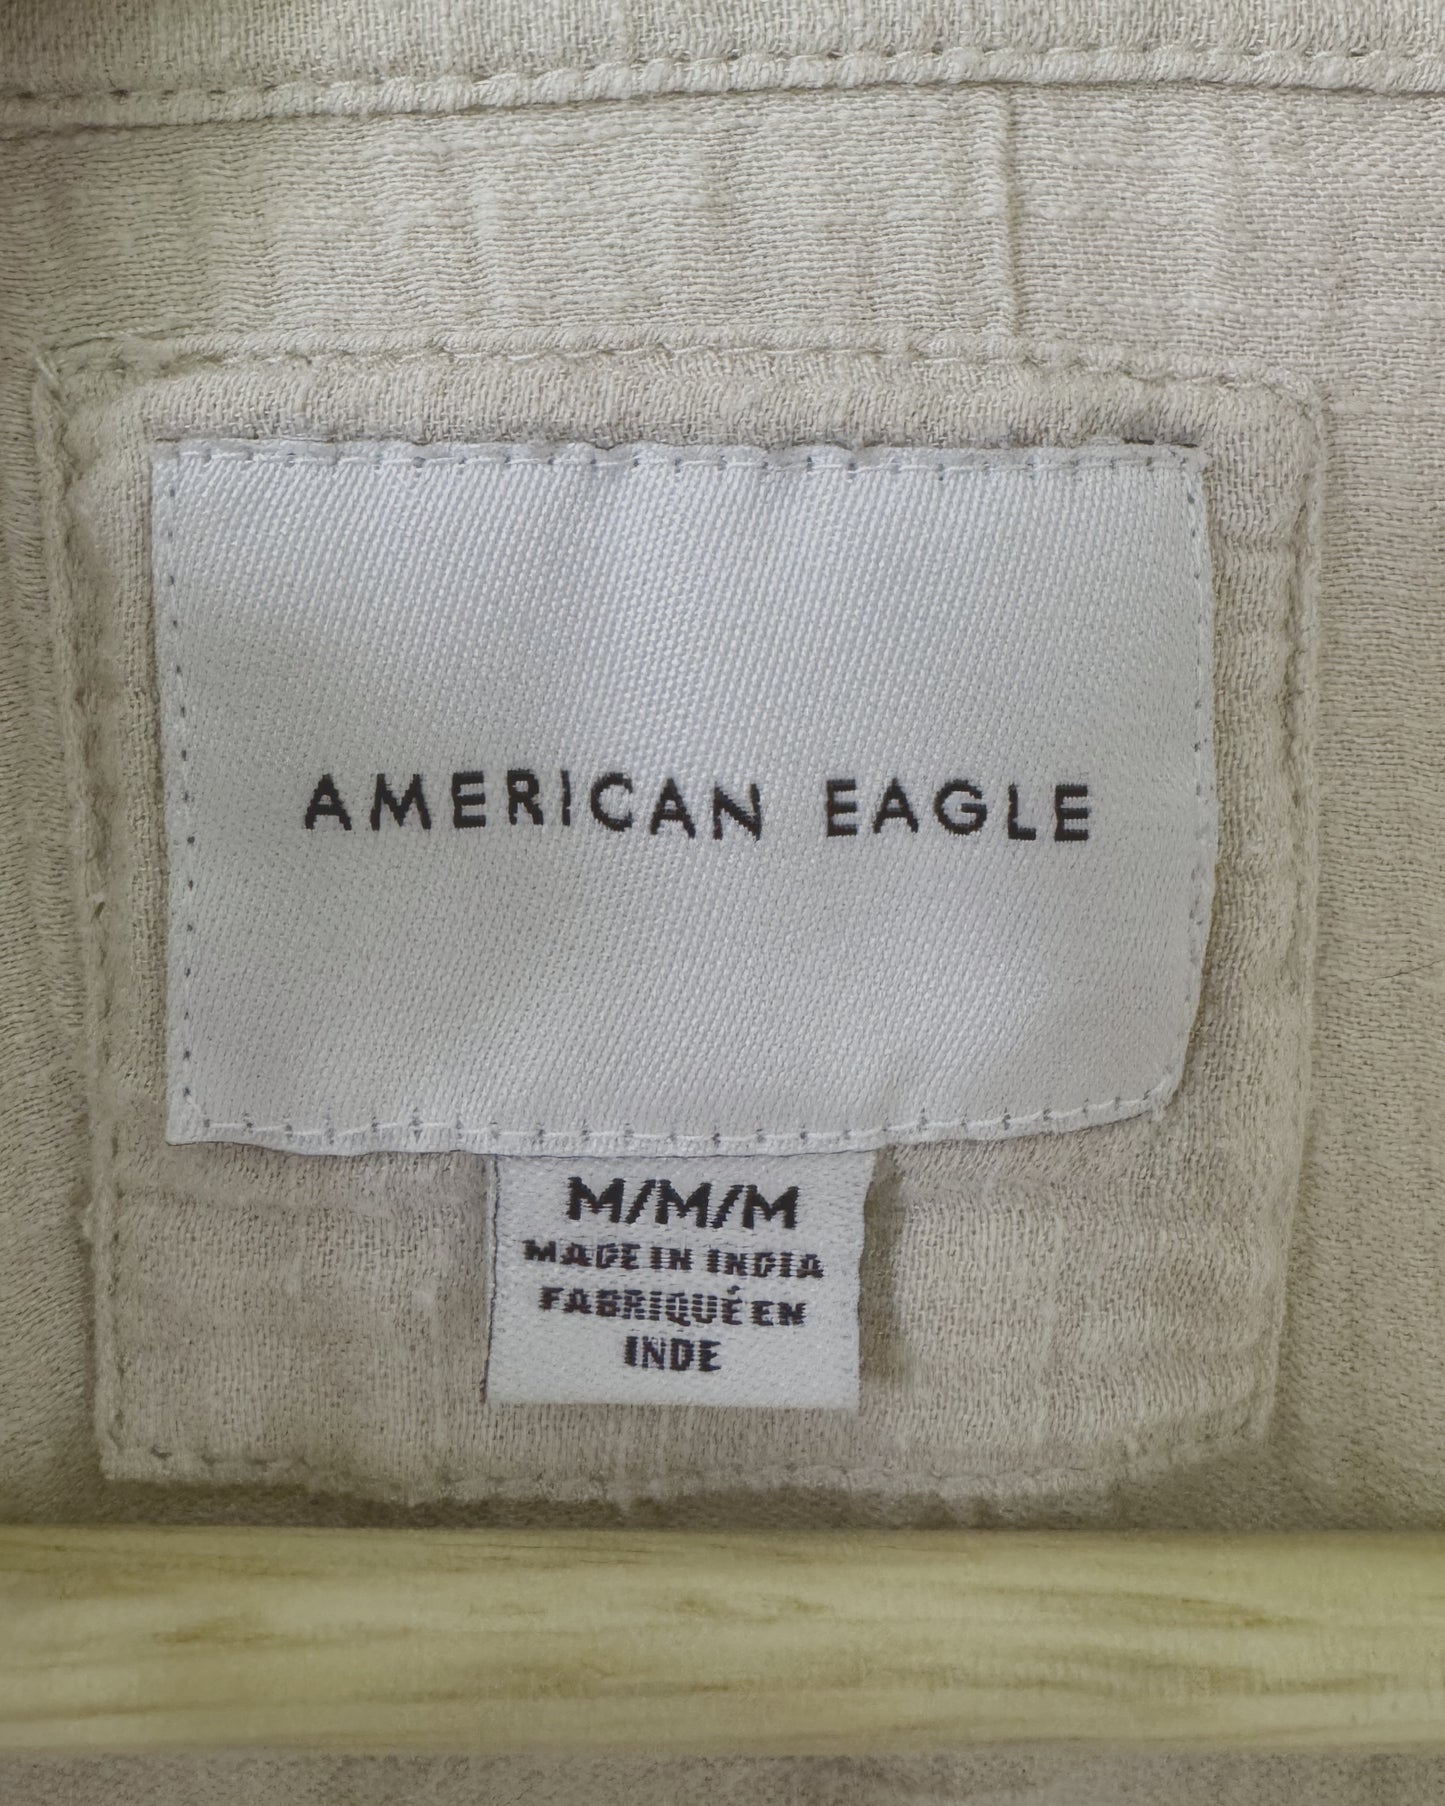 AMERICAN EAGLE
M/M/M
MADE IN INDIA
FABRIQUÉ EN
INDE